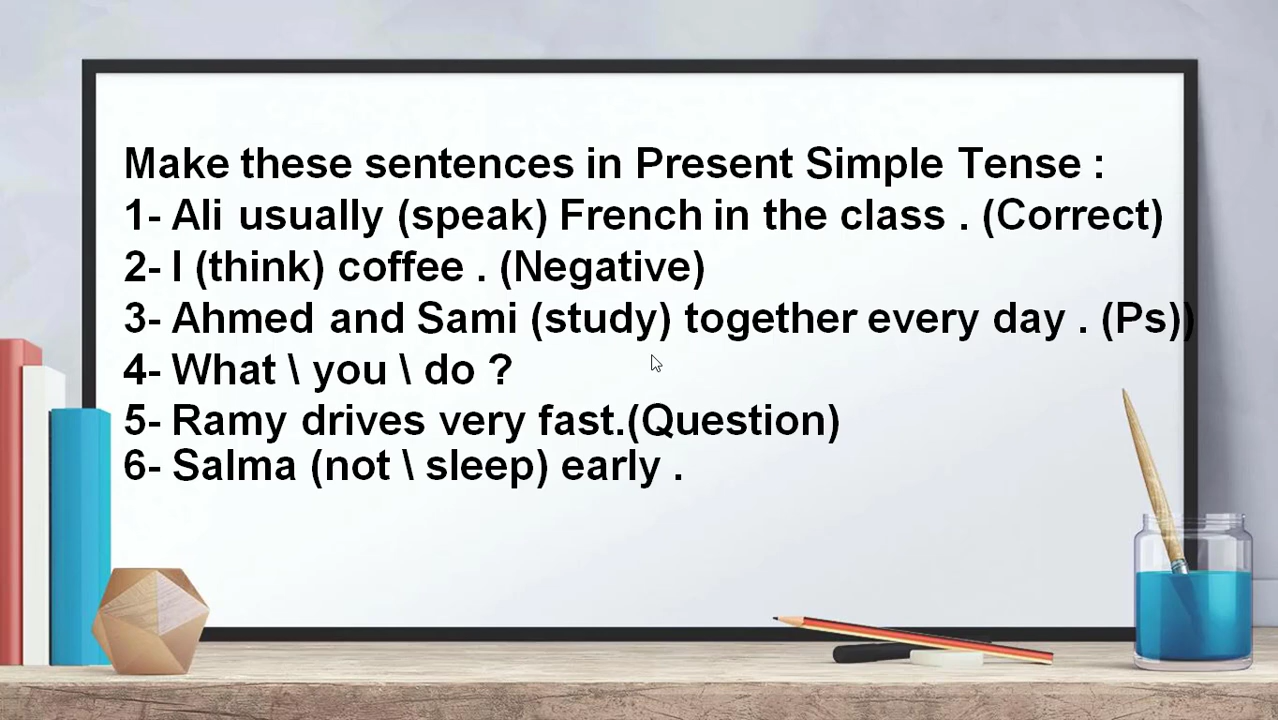 Make these sentences in Present Simple Tense :
1- Ali usually (speak) French in the class . (Correct)
2- I (think) coffee . (Negative)
3- Ahmed and Sami (study) together every day . (Ps))
4- What \ you \ do ?
5- Ramy drives very fast.(Question)
6- Salma (not \ sleep) early .